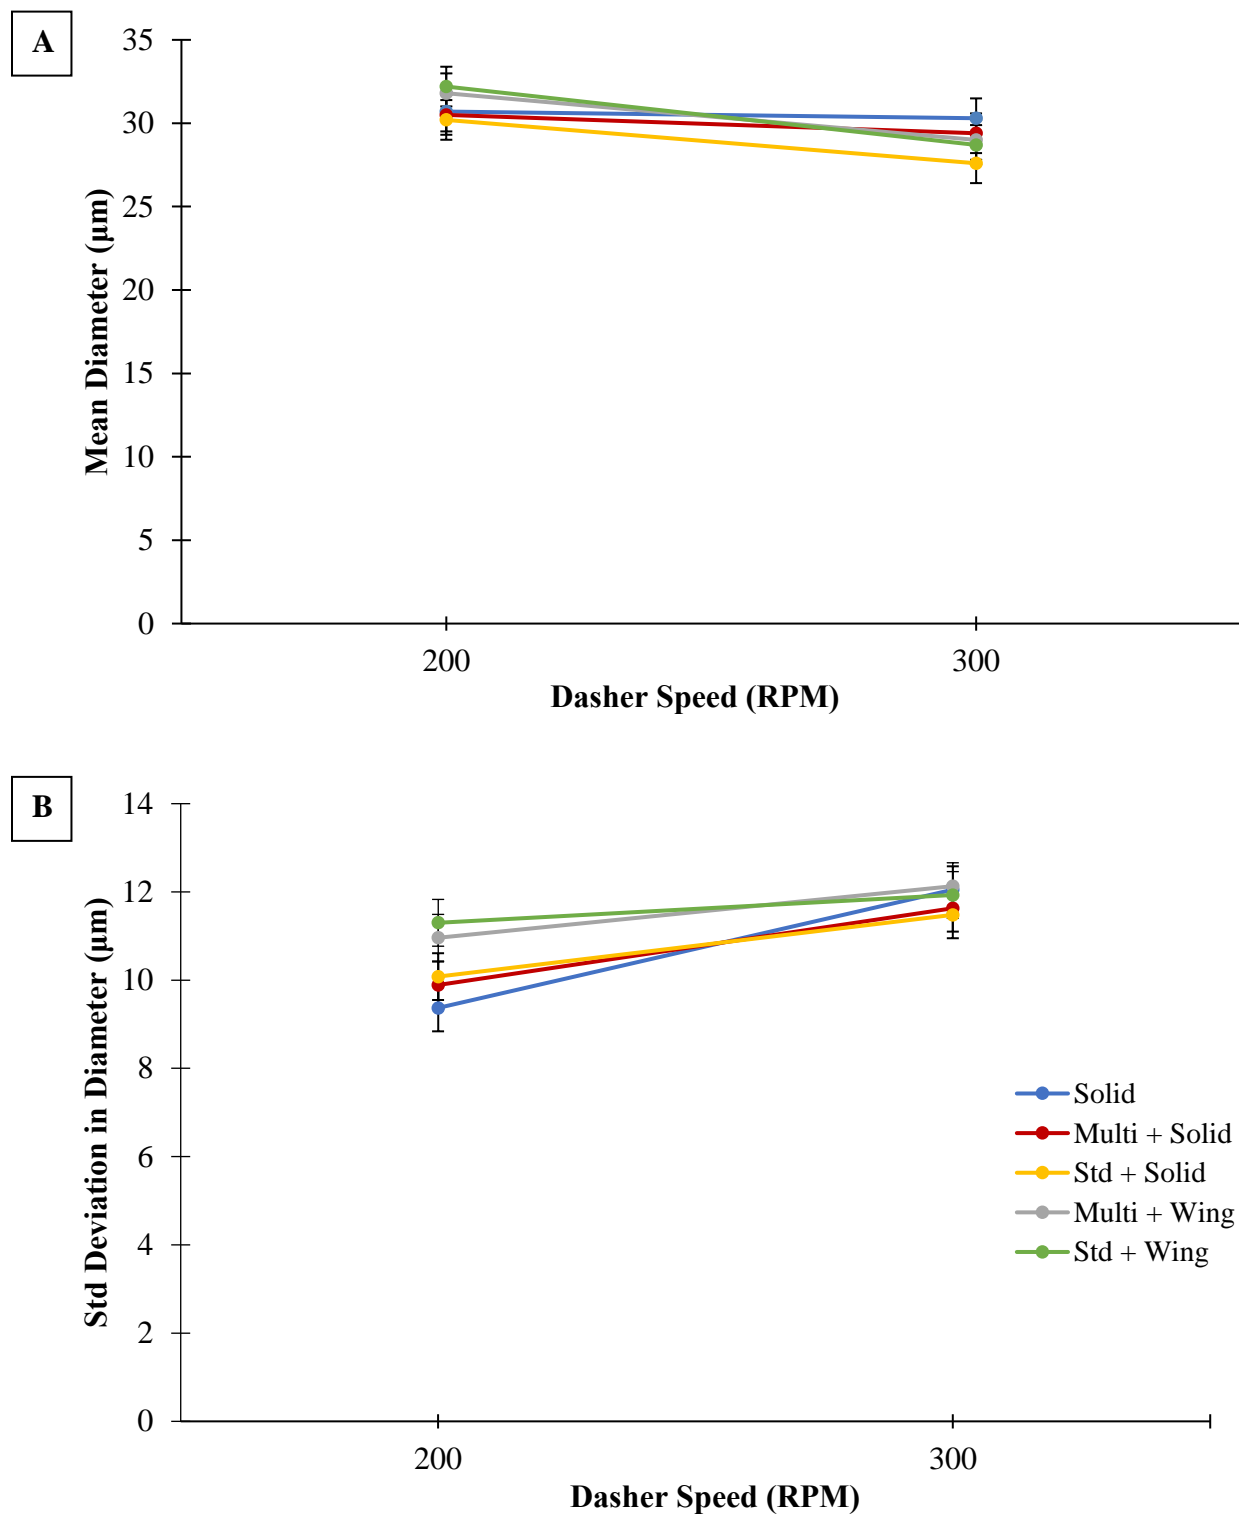 A
35
30
25
20
15
10
5
0
Mean Diameter (µm)
200 300
Dasher Speed (RPM)
B
14
12
10
8
6
4
2
0
Std Deviation in Diameter (µm)
Solid
Multi + Solid
Std + Solid
Multi + Wing
Std + Wing
200 300
Dasher Speed (RPM)